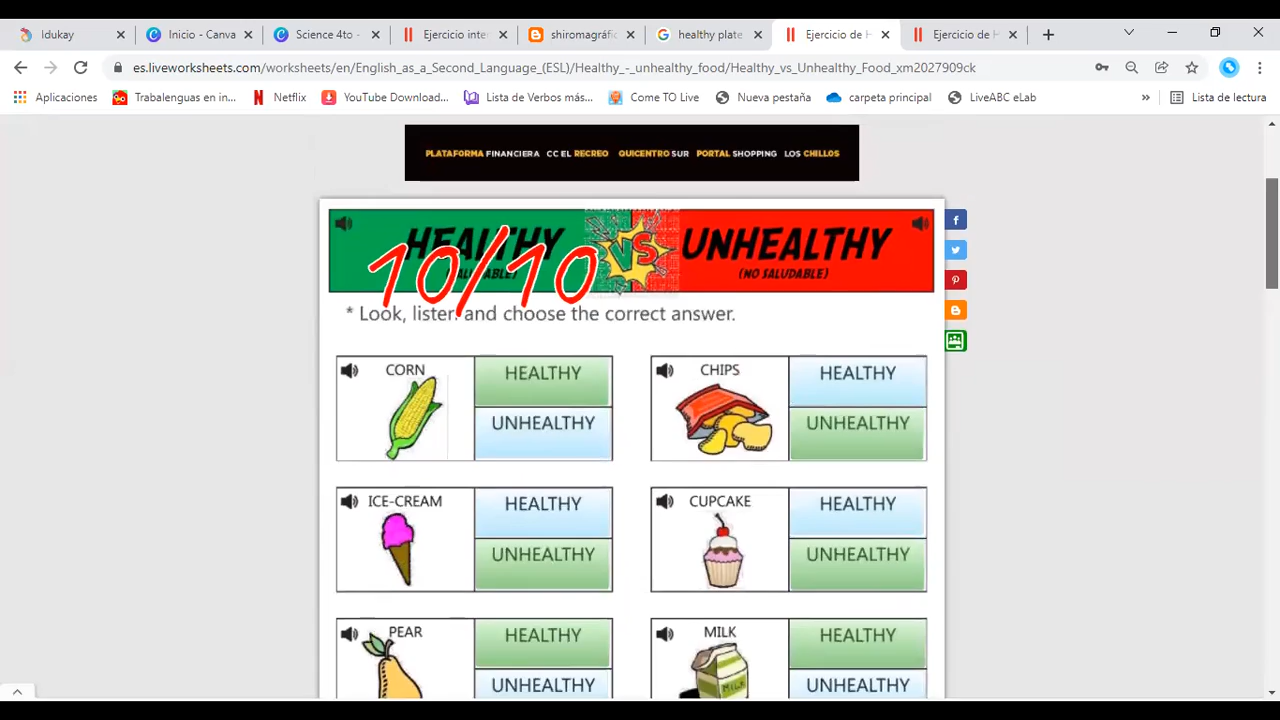 Idukay
Inicio - Canva
Science 4to -
Ejercicio inte
shiromagráfic
healthy plate
Ejercicio de H
Ejercicio de H
es.liveworksheets.com/worksheets/en/English_as_a_Second_Language_(ESL)/Healthy_-_unhealthy_food/Healthy_vs_Unhealthy_Food_xm2027909ck
Aplicaciones
Trabalenguas en in...
Netflix
YouTube Download...
Lista de Verbos más...
Come TO Live
Nueva pestaña
carpeta principal
LiveABC eLab
»
Lista de lectura
PLATAFORMA FINANCIERA CC EL RECREO QUICENTRO SUR PORTAL SHOPPING LOS CHILLOS
HEALTHY
(SALUDABLE)
10/10
VS
UNHEALTHY
(NO SALUDABLE)
* Look, listen and choose the correct answer.
CORN
HEALTHY
UNHEALTHY
CHIPS
HEALTHY
UNHEALTHY
ICE-CREAM
HEALTHY
UNHEALTHY
CUPCAKE
HEALTHY
UNHEALTHY
PEAR
HEALTHY
UNHEALTHY
MILK
HEALTHY
UNHEALTHY
MILK